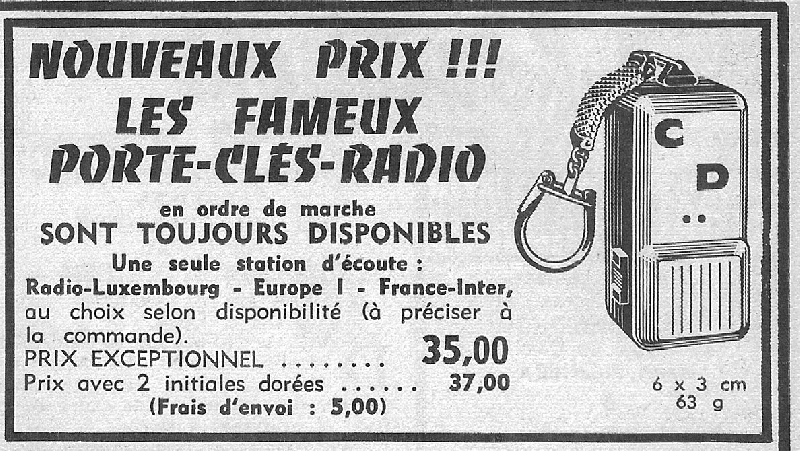 NOUVEAUX PRIX !!!
LES FAMEUX
PORTE-CLÉS-RADIO
en ordre de marche
SONT TOUJOURS DISPONIBLES
Une seule station d'écoute :
Radio-Luxembourg - Europe I - France-Inter,
au choix selon disponibilité (à préciser à
la commande).
PRIX EXCEPTIONNEL ........ 35,00
Prix avec 2 initiales dorées ...... 37,00
(Frais d'envoi : 5,00)
C
D
6 x 3 cm
63 g